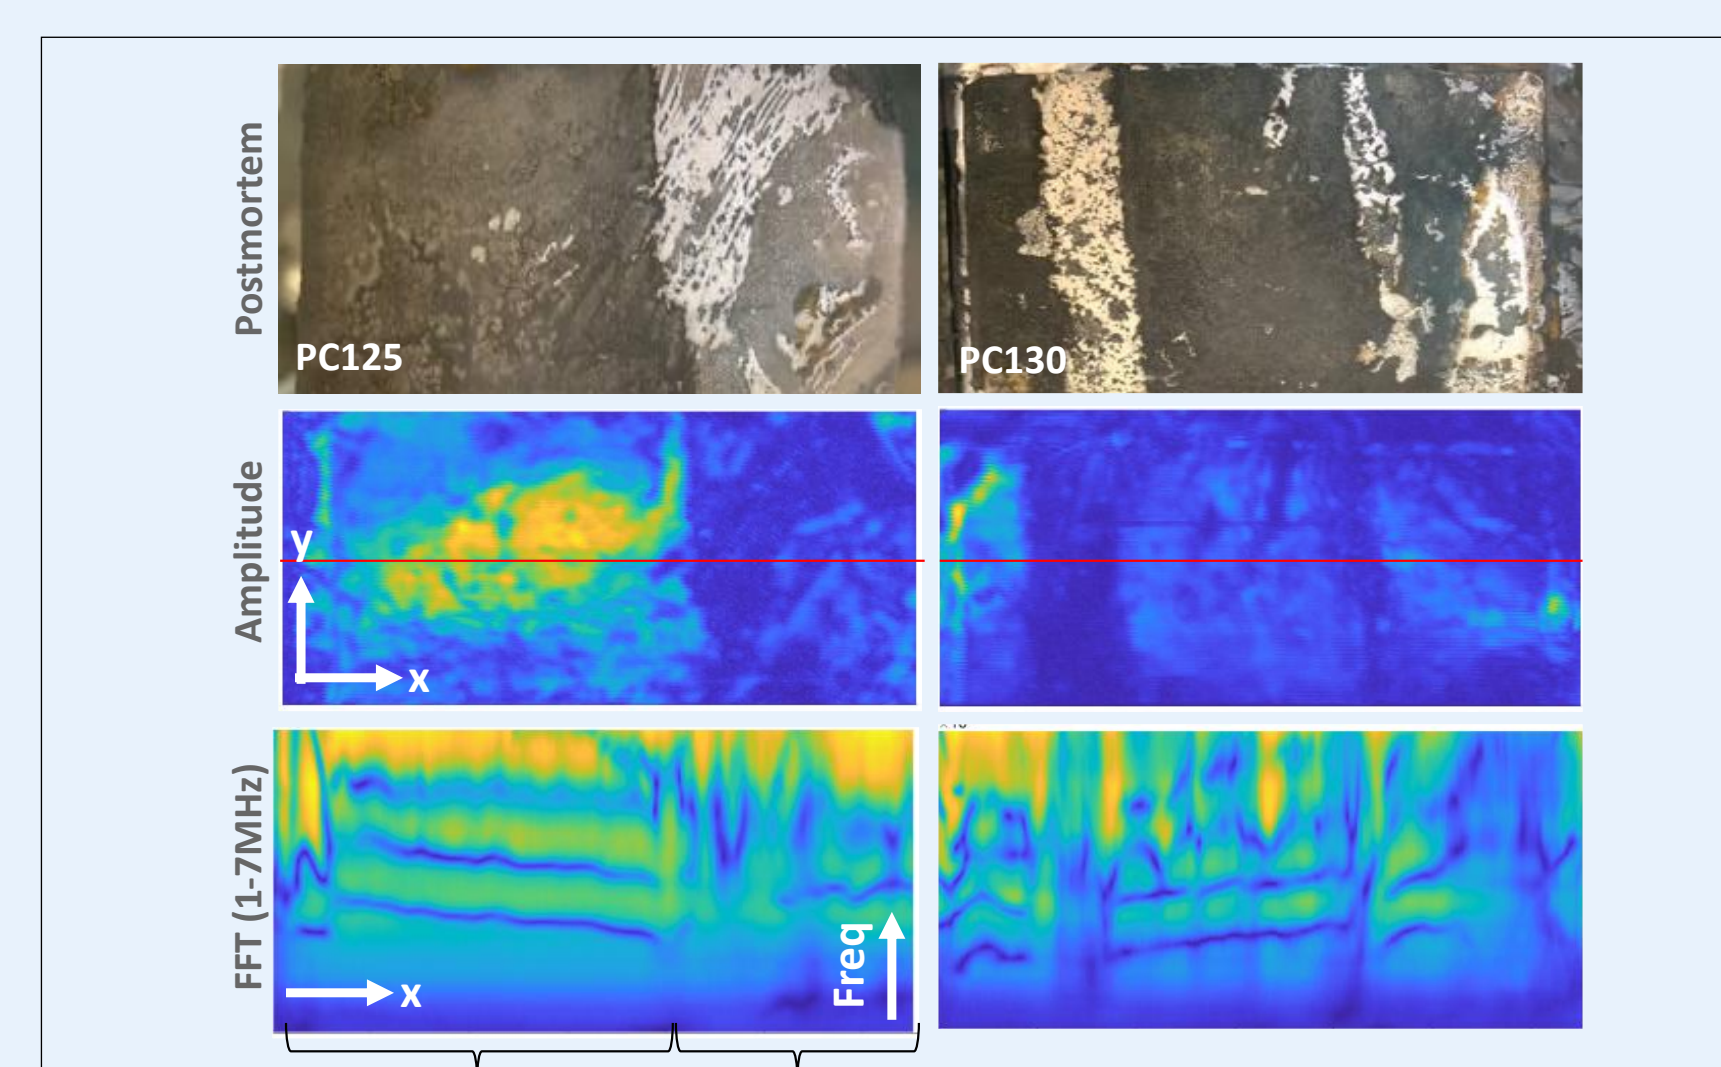 Postmortem
PC125
PC130
Amplitude
y
x
FFT (1-7MHz)
Freq
x